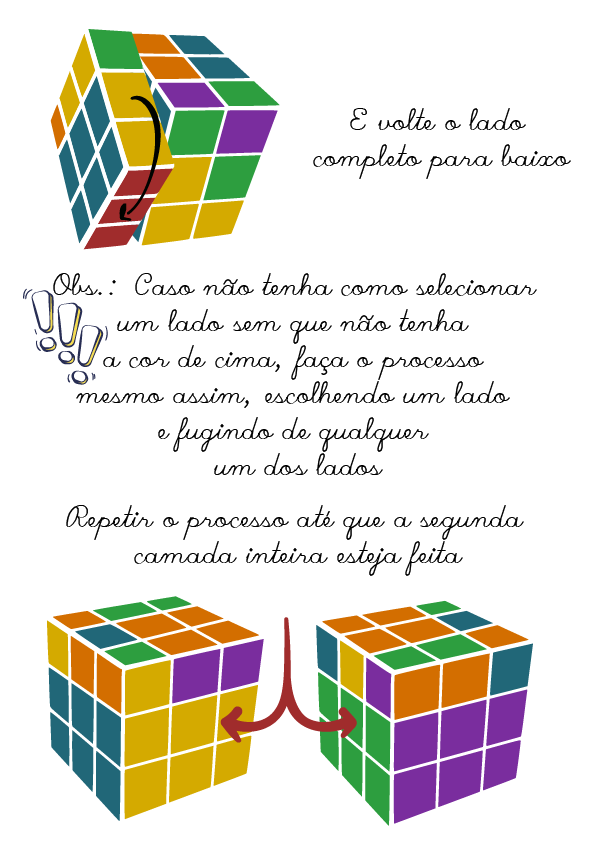 E volte o lado
completo para baixo
Obs.: Caso não tenha como selecionar
um lado sem que não tenha
a cor de cima, faça o processo
mesmo assim, escolhendo um lado
e fugindo de qualquer
um dos lados
Repetir o processo até que a segunda
camada inteira esteja feita